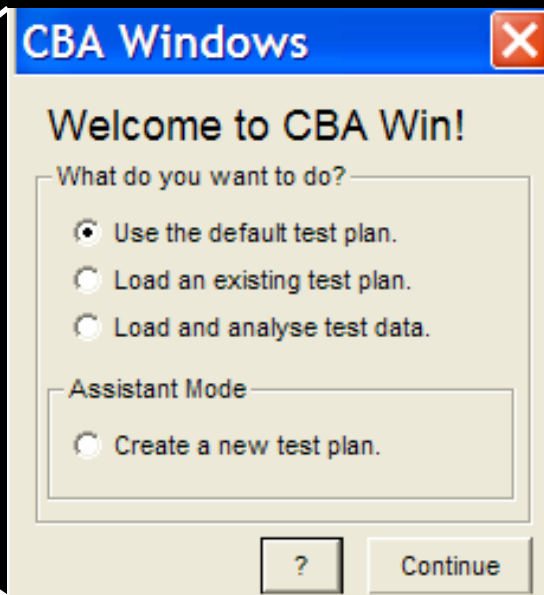 CBA Windows
Welcome to CBA Win!
What do you want to do?
Use the default test plan.
Load an existing test plan.
Load and analyse test data.
Assistant Mode
Create a new test plan.
?
Continue